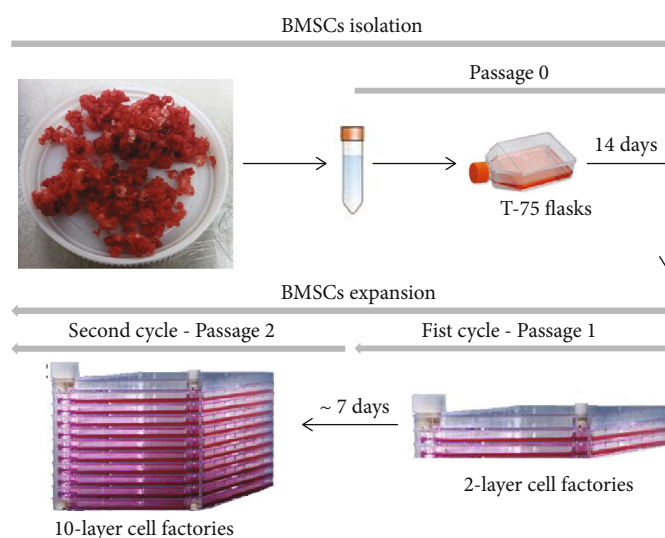 BMSCs isolation
Passage 0
14 days
T-75 flasks
BMSCs expansion
Second cycle - Passage 2
Fist cycle - Passage 1
~ 7 days
2-layer cell factories
10-layer cell factories